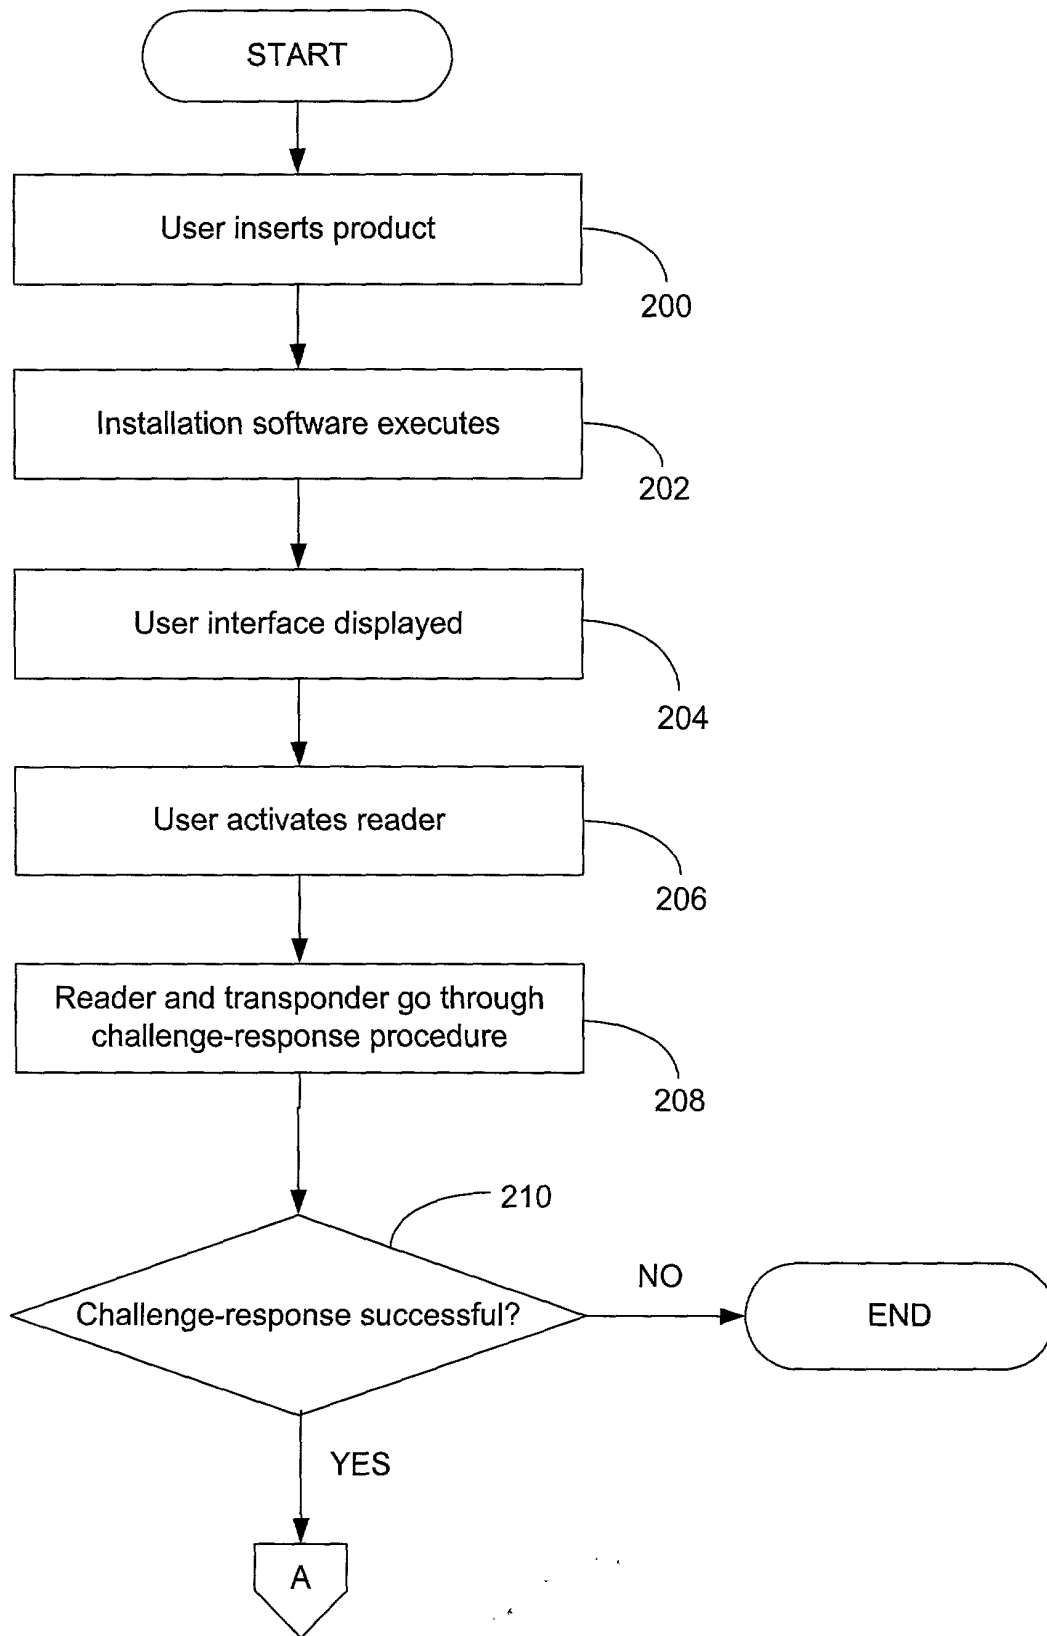 START
User inserts product
200
Installation software executes
202
User interface displayed
204
User activates reader
206
Reader and transponder go through
challenge-response procedure
208
210
Challenge-response successful?
NO
END
YES
A